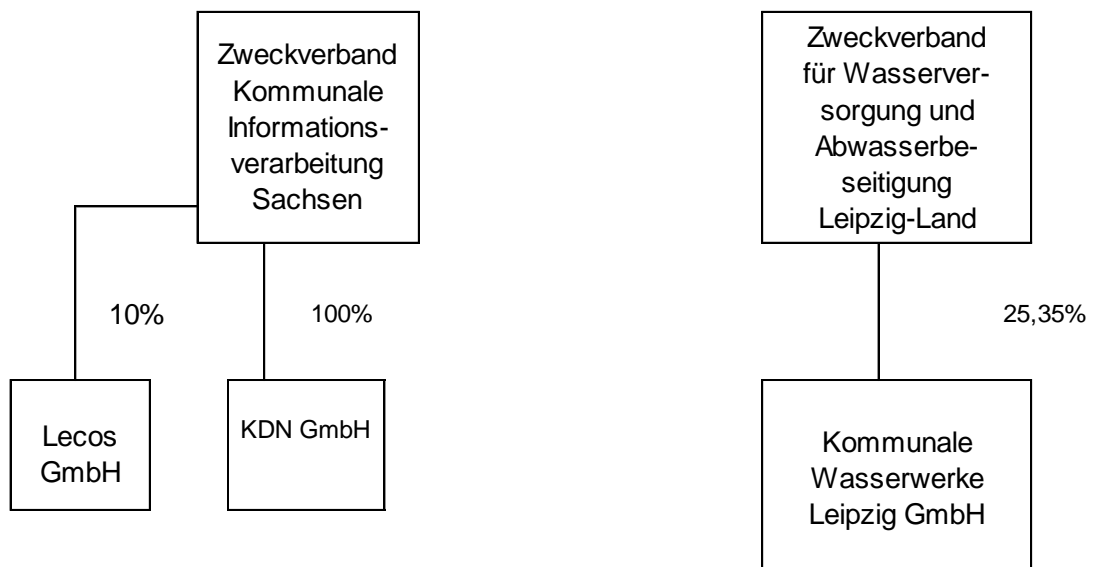 Zweckverband
Kommunale
Informations-
verarbeitung
Sachsen
Zweckverband
für Wasserver-
sorgung und
Abwasserbe-
seitigung
Leipzig-Land
10%
100%
25,35%
Lecos
GmbH
KDN GmbH
Kommunale
Wasserwerke
Leipzig GmbH